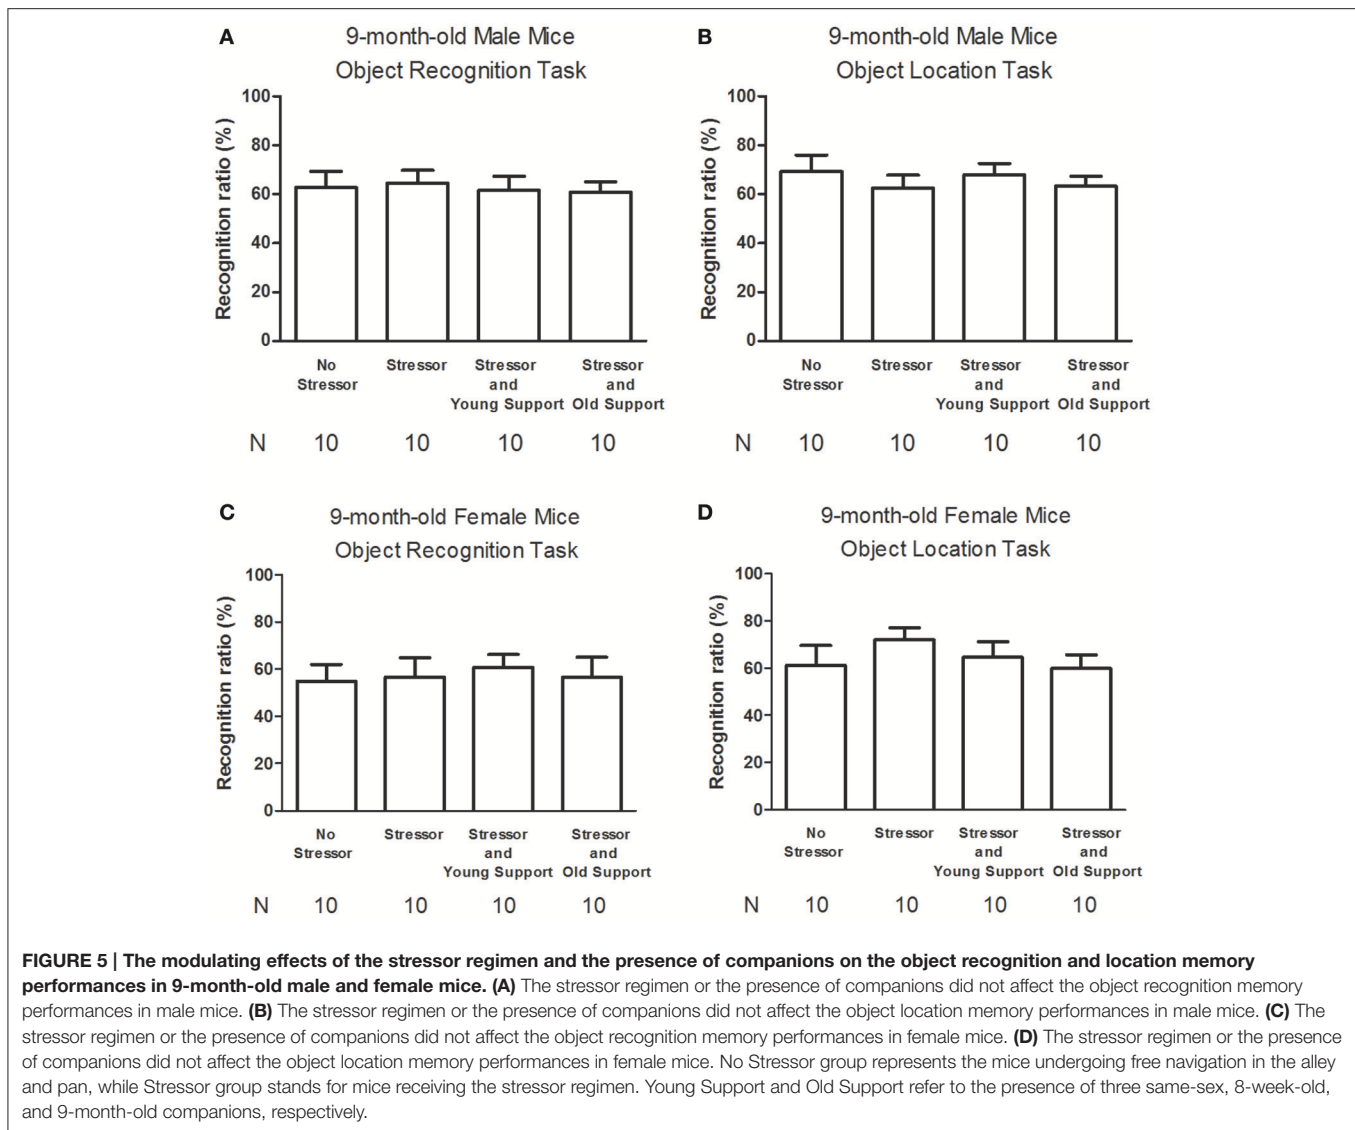 A
9-month-old Male Mice
Object Recognition Task
Recognition ratio (%)
100
80
60
40
20
0
No Stressor
Stressor
Stressor and Young Support
Stressor and Old Support
N 10 10 10 10
B
9-month-old Male Mice
Object Location Task
Recognition ratio (%)
100
80
60
40
20
0
No Stressor
Stressor
Stressor and Young Support
Stressor and Old Support
N 10 10 10 10
C
9-month-old Female Mice
Object Recognition Task
Recognition ratio (%)
100
80
60
40
20
0
No Stressor
Stressor
Stressor and Young Support
Stressor and Old Support
N 10 10 10 10
D
9-month-old Female Mice
Object Location Task
Recognition ratio (%)
100
80
60
40
20
0
No Stressor
Stressor
Stressor and Young Support
Stressor and Old Support
N 10 10 10 10
FIGURE 5 | The modulating effects of the stressor regimen and the presence of companions on the object recognition and location memory
performances in 9-month-old male and female mice. (A) The stressor regimen or the presence of companions did not affect the object recognition memory
performances in male mice. (B) The stressor regimen or the presence of companions did not affect the object location memory performances in male mice. (C) The
stressor regimen or the presence of companions did not affect the object recognition memory performances in female mice. (D) The stressor regimen or the presence
of companions did not affect the object location memory performances in female mice. No Stressor group represents the mice undergoing free navigation in the alley
and pan, while Stressor group stands for mice receiving the stressor regimen. Young Support and Old Support refer to the presence of three same-sex, 8-week-old,
and 9-month-old companions, respectively.